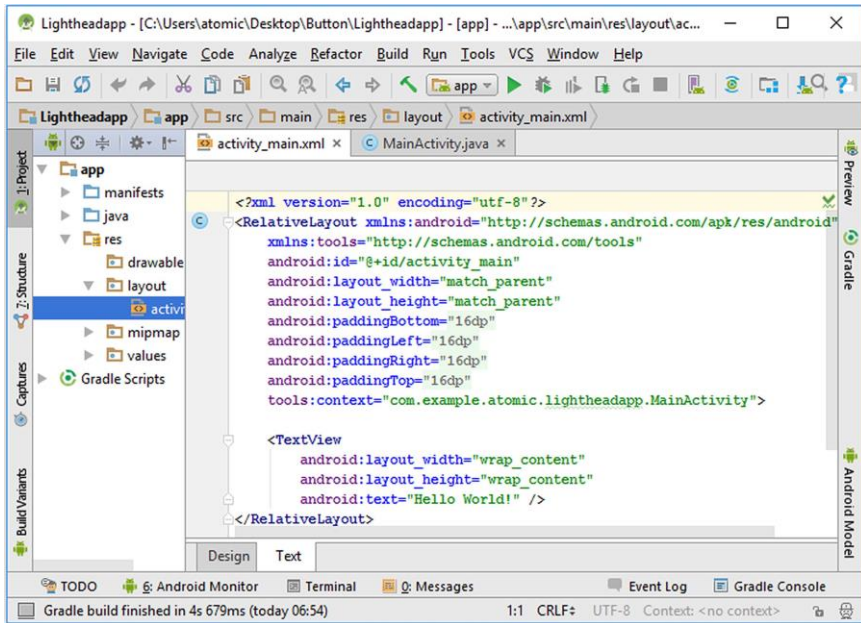 Lightheadapp - [C:\Users\atomic\Desktop\Button\Lightheadapp] - [app] - ...\app\src\main\res\layout\ac...
File Edit View Navigate Code Analyze Refactor Build Run Tools VCS Window Help
app
Lightheadapp app src main res layout activity_main.xml
1: Project
7: Structure
Captures
Build Variants
app
manifests
java
res
drawable
layout
activi
mipmap
values
Gradle Scripts
activity_main.xml MainActivity.java
<?xml version="1.0" encoding="utf-8"?>
<RelativeLayout xmlns:android="http://schemas.android.com/apk/res/android"
xmlns:tools="http://schemas.android.com/tools"
android:id="@+id/activity_main"
android:layout_width="match_parent"
android:layout_height="match_parent"
android:paddingBottom="16dp"
android:paddingLeft="16dp"
android:paddingRight="16dp"
android:paddingTop="16dp"
tools:context="com.example.atomic.lightheadapp.MainActivity">
<TextView
android:layout_width="wrap_content"
android:layout_height="wrap_content"
android:text="Hello World!" />
</RelativeLayout>
Design Text
Preview
Gradle
Android Model
TODO 6: Android Monitor Terminal 0: Messages Event Log Gradle Console
Gradle build finished in 4s 679ms (today 06:54) 1:1 CRLF UTF-8 Context: <no context>